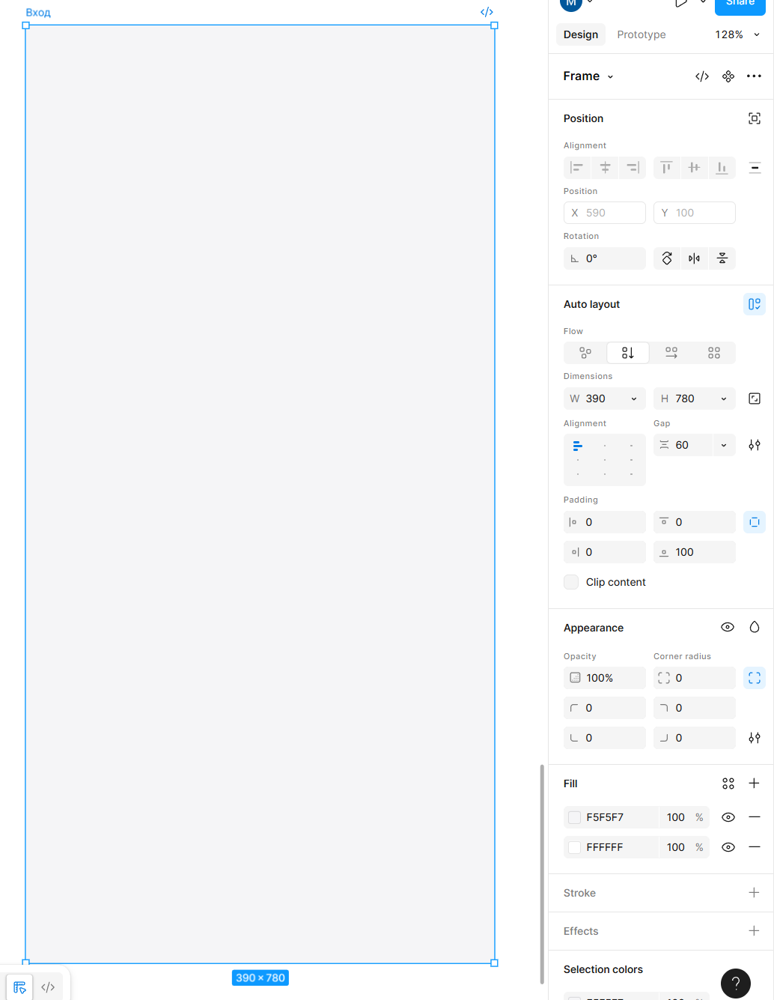 Вход
M
Share
Design Prototype 128%
Frame
Position
Alignment
Position
X 590 Y 100
Rotation
0°
Auto layout
Flow
Dimensions
W 390 H 780
Alignment Gap
60
Padding
0 0
0 100
Clip content
Appearance
Opacity Corner radius
100% 0
0 0
0 0
Fill
F5F5F7 100 %
FFFFFF 100 %
Stroke
Effects
Selection colors
390 × 780
?